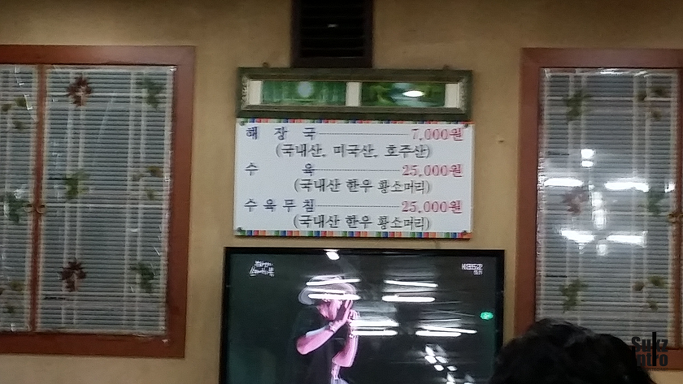 해 장 국 7,000원
(국내산, 미국산, 호주산)
수 육 25,000원
(국내산 한우 황소머리)
수 육 무 침 25,000원
(국내산 한우 황소머리)
KBS2